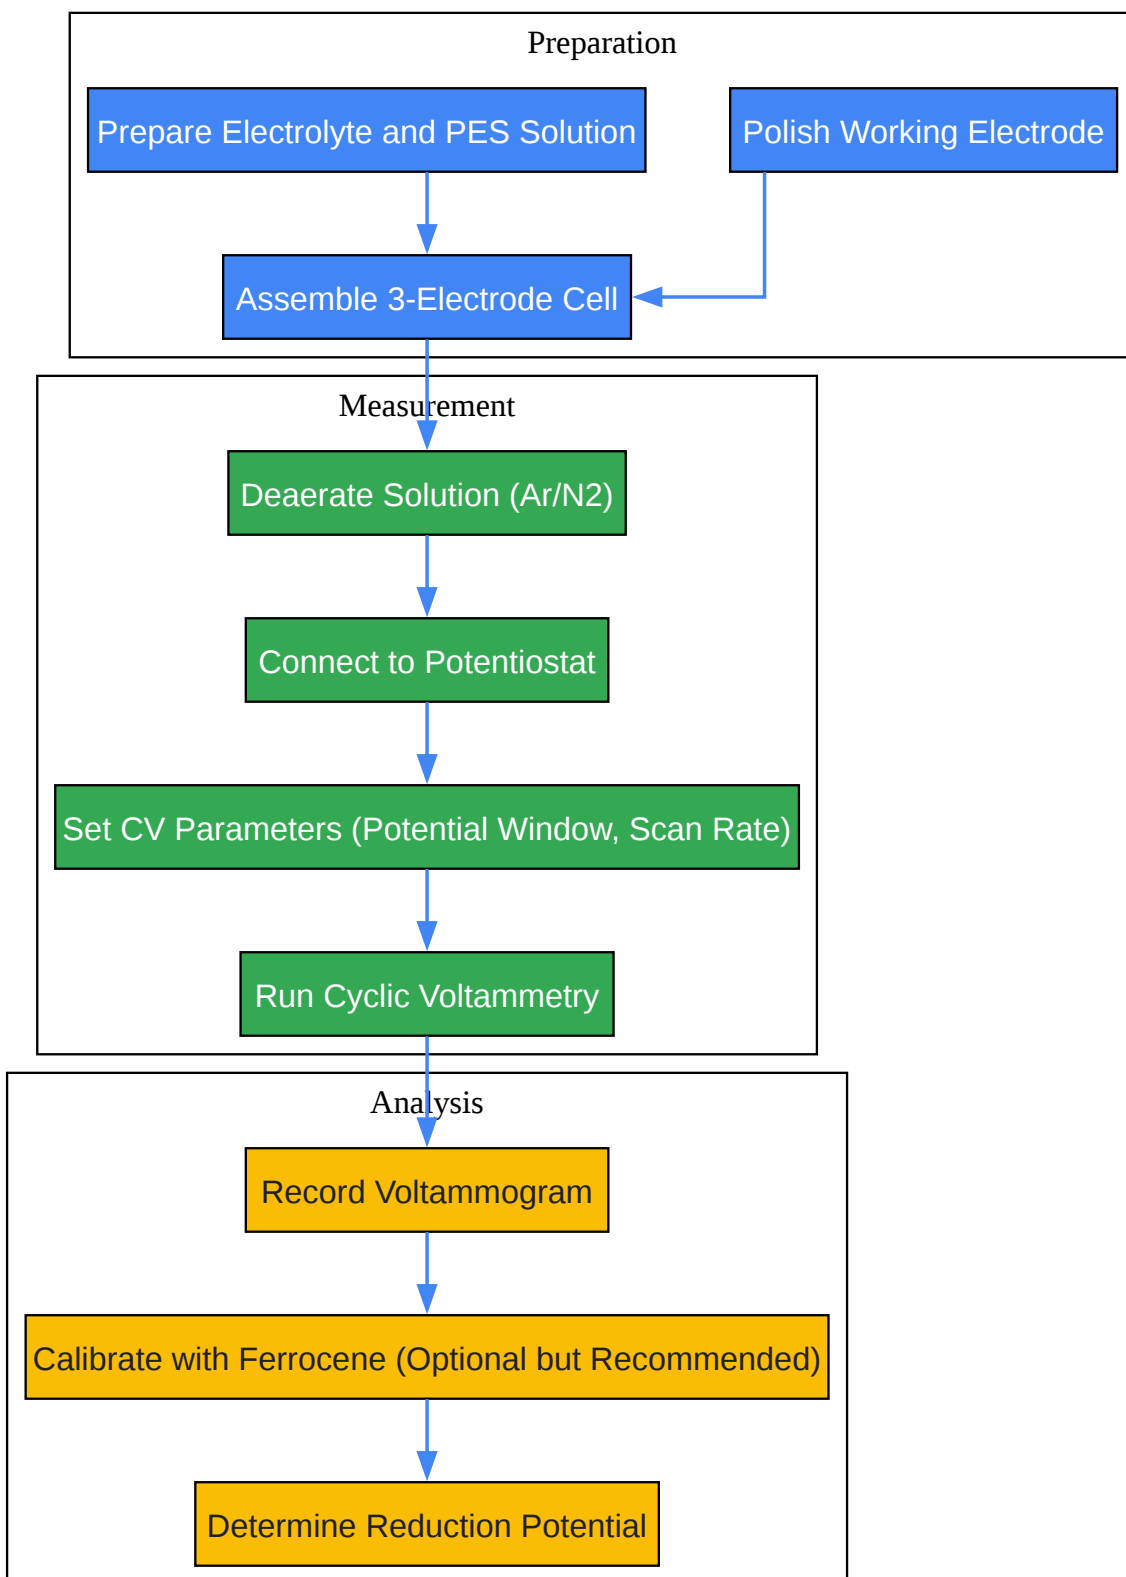 Preparation
Prepare Electrolyte and PES Solution
Polish Working Electrode
Assemble 3-Electrode Cell
Measurement
Deaerate Solution (Ar/N2)
Connect to Potentiostat
Set CV Parameters (Potential Window, Scan Rate)
Run Cyclic Voltammetry
Analysis
Record Voltammogram
Calibrate with Ferrocene (Optional but Recommended)
Determine Reduction Potential